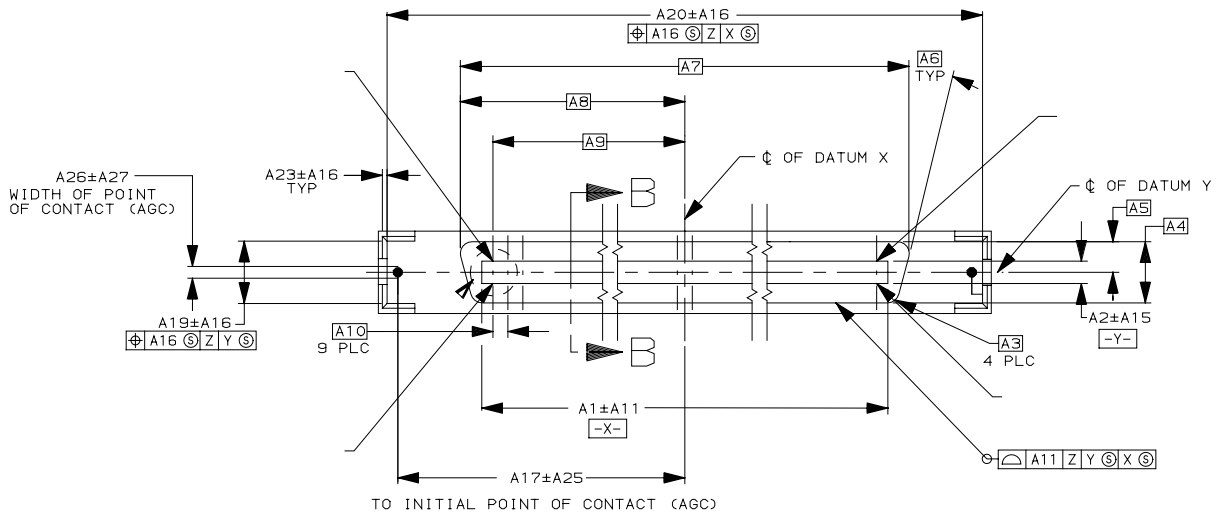 A20±A16
⌖ A16 Ⓢ Z X Ⓢ
A7
A6
TYP
A8
A9
℄ OF DATUM X
A26±A27
WIDTH OF POINT
OF CONTACT (AGC)
A23±A16
TYP
B
℄ OF DATUM Y
A5
A4
A19±A16
⌖ A16 Ⓢ Z Y Ⓢ
A10
9 PLC
B
A3
4 PLC
A2±A15
-Y-
A1±A11
-X-
⌓ A11 Z Y Ⓢ X Ⓢ
A17±A25
TO INITIAL POINT OF CONTACT (AGC)